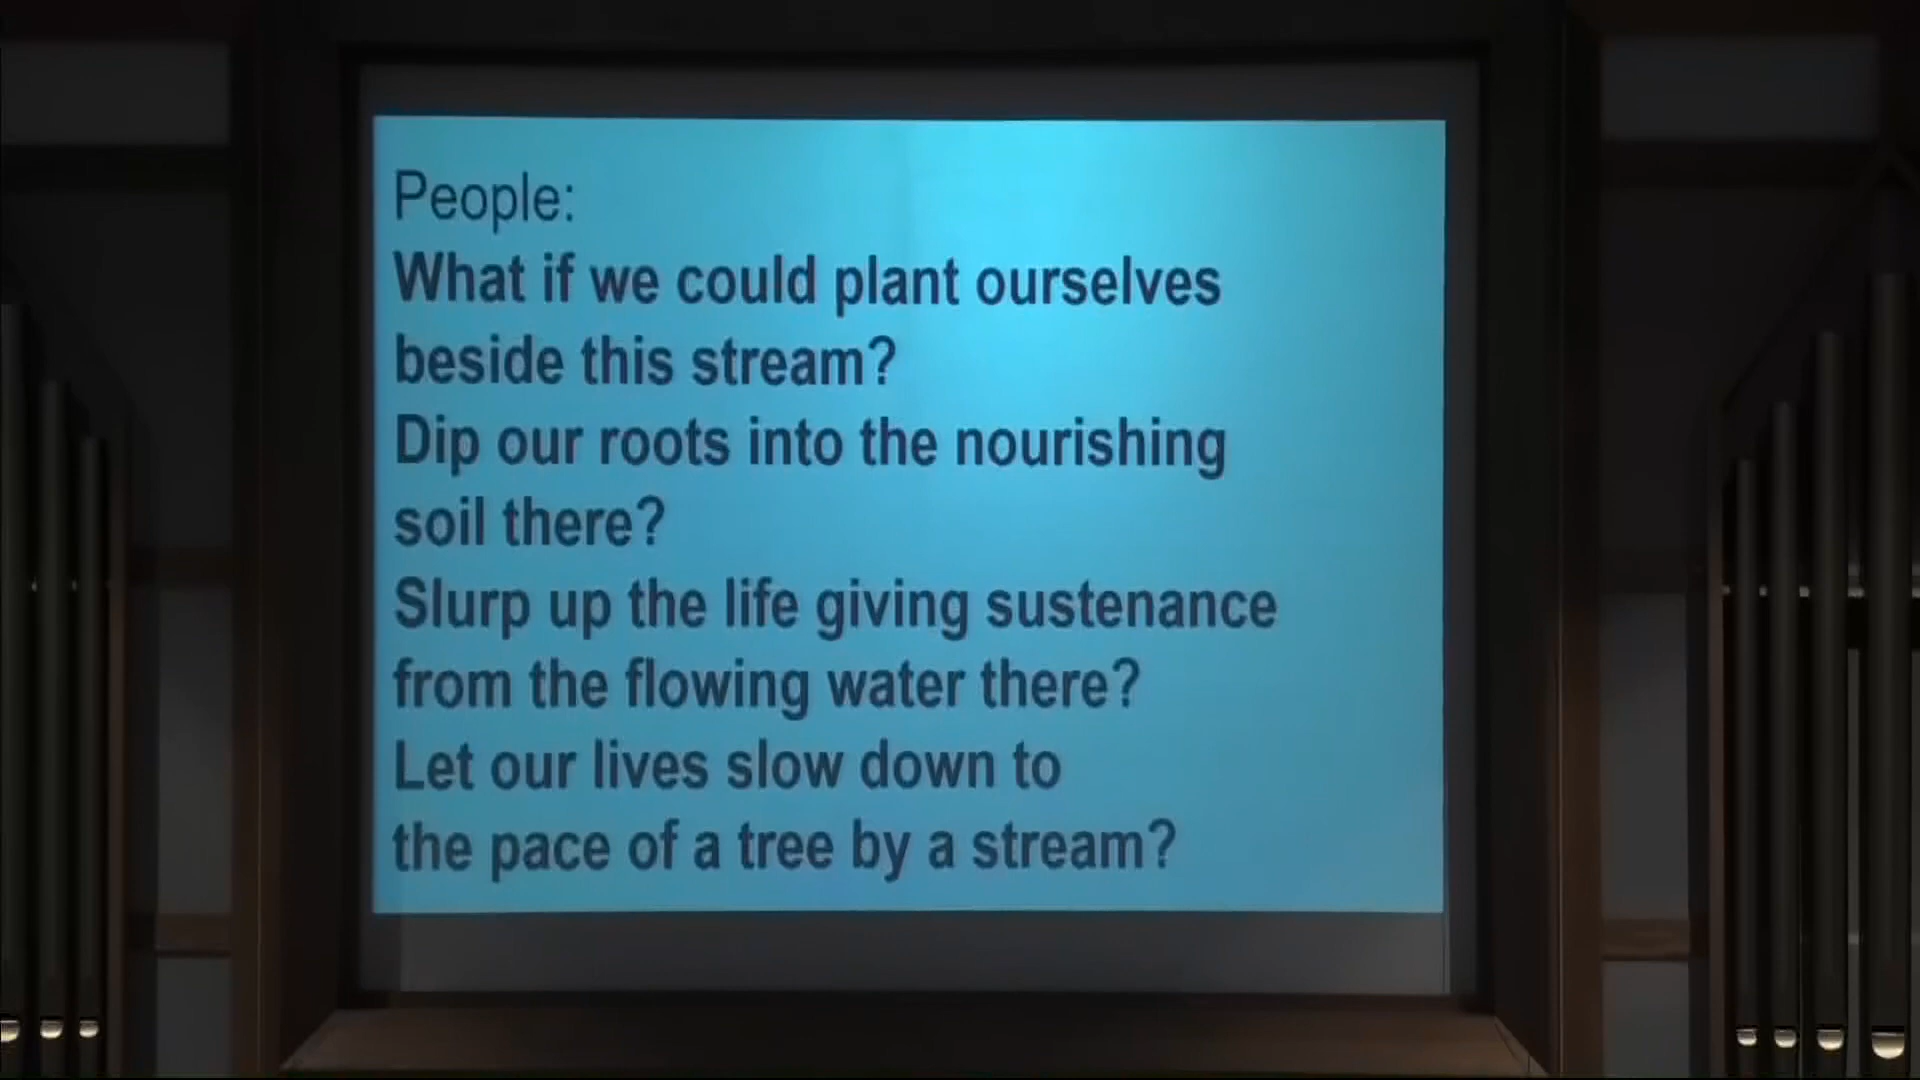 People:
What if we could plant ourselves
beside this stream?
Dip our roots into the nourishing
soil there?
Slurp up the life giving sustenance
from the flowing water there?
Let our lives slow down to
the pace of a tree by a stream?